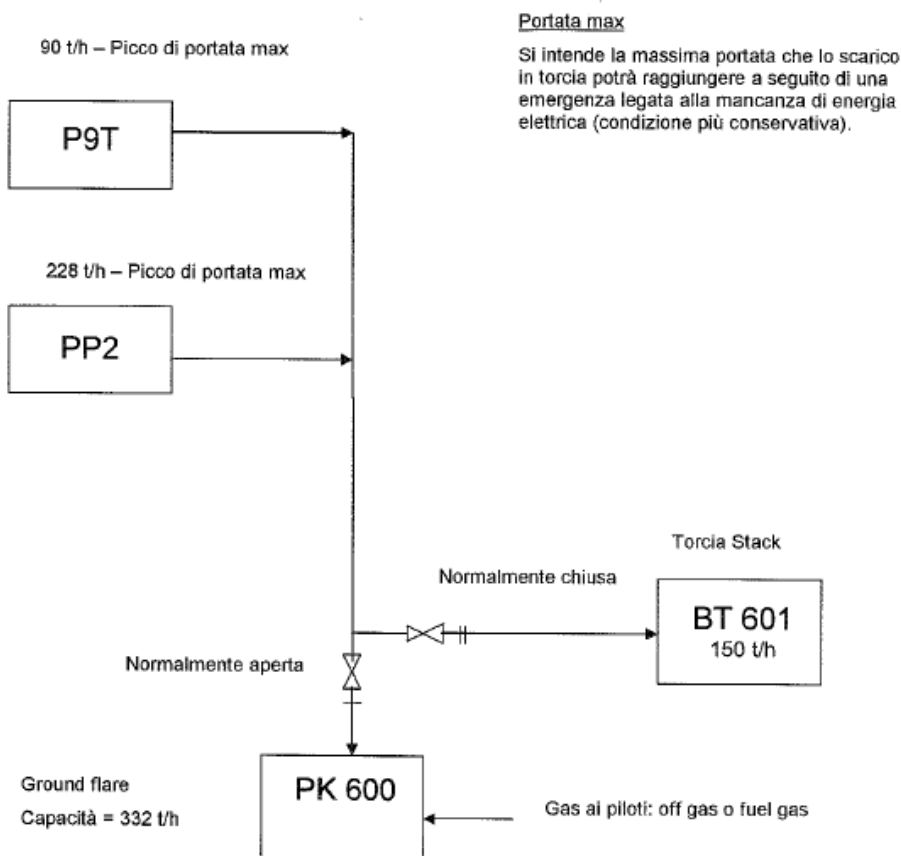 Portata max
Si intende la massima portata che lo scarico
in torcia potrà raggiungere a seguito di una
emergenza legata alla mancanza di energia
elettrica (condizione più conservativa).
90 t/h – Picco di portata max
P9T
228 t/h – Picco di portata max
PP2
Torcia Stack
Normalmente chiusa
BT 601
150 t/h
Normalmente aperta
Ground flare
Capacità = 332 t/h
PK 600
Gas ai piloti: off gas o fuel gas